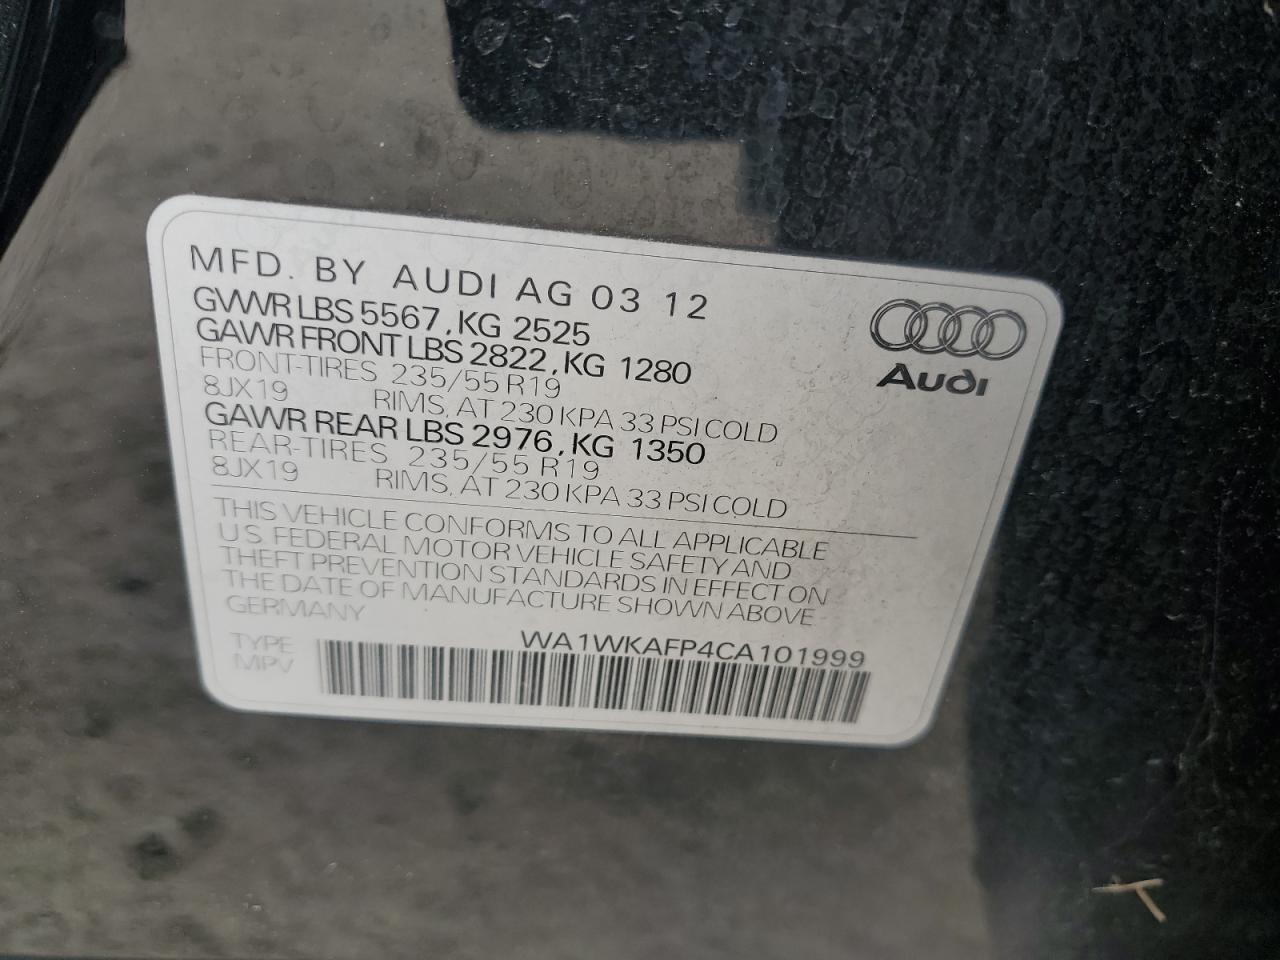 MFD. BY AUDI AG 03 12
GVWR LBS 5567, KG 2525
GAWR FRONT LBS 2822, KG 1280
FRONT-TIRES 235/55 R19
8JX19 RIMS, AT 230 KPA 33 PSI COLD
GAWR REAR LBS 2976, KG 1350
REAR-TIRES 235/55 R19
8JX19 RIMS, AT 230 KPA 33 PSI COLD
Audi
THIS VEHICLE CONFORMS TO ALL APPLICABLE
U.S. FEDERAL MOTOR VEHICLE SAFETY AND
THEFT PREVENTION STANDARDS IN EFFECT ON
THE DATE OF MANUFACTURE SHOWN ABOVE
GERMANY
WA1WKAFP4CA101999
TYPE
MPV